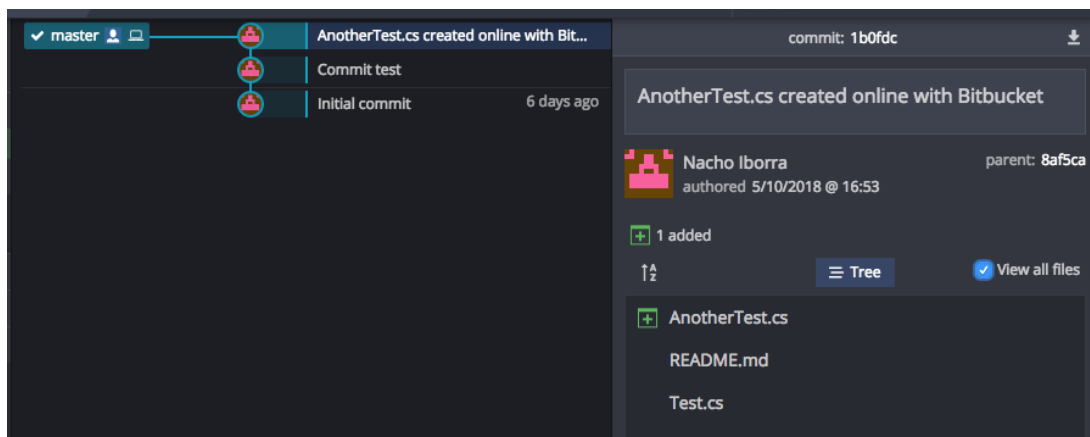 master
AnotherTest.cs created online with Bit...
Commit test
Initial commit 6 days ago
commit: 1b0fdc
AnotherTest.cs created online with Bitbucket
Nacho Iborra
parent: 8af5ca
authored 5/10/2018 @ 16:53
1 added
A
Z
Tree
View all files
AnotherTest.cs
README.md
Test.cs